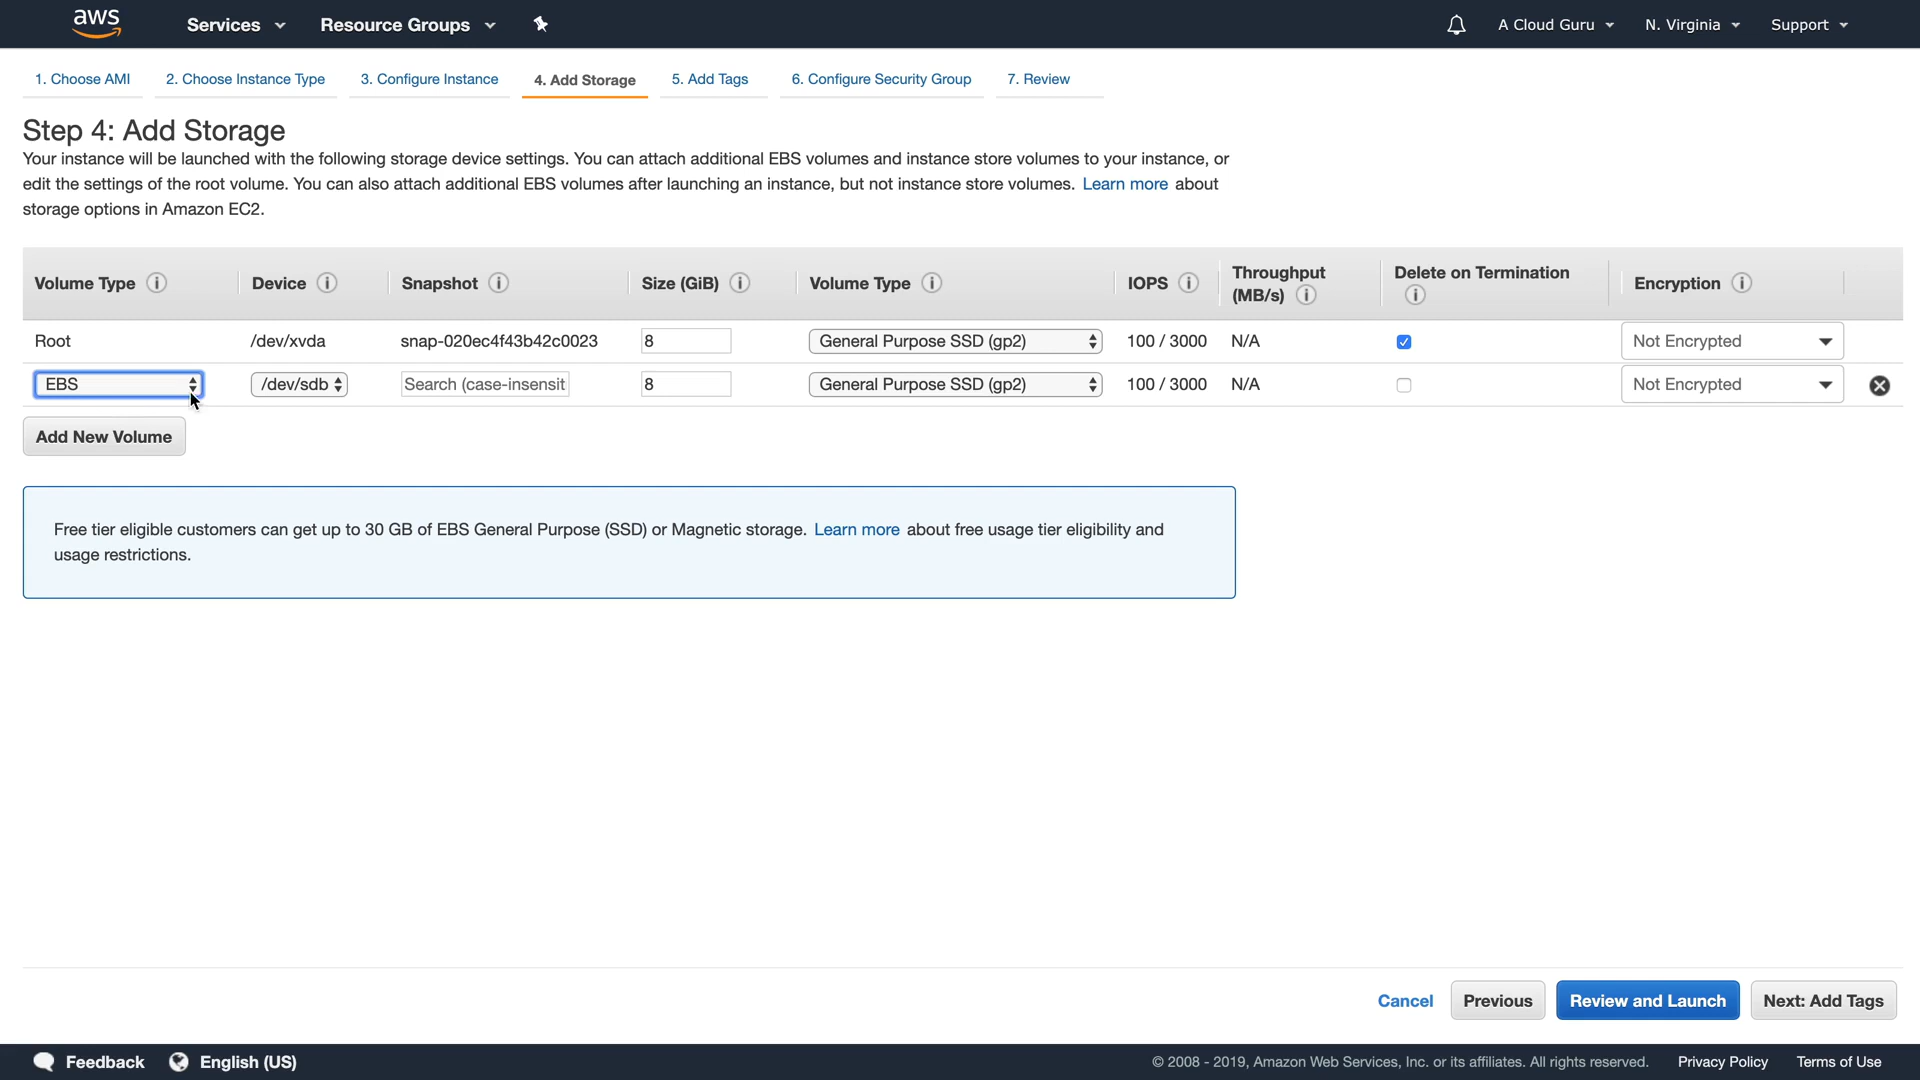 aws Services Resource Groups A Cloud Guru N. Virginia Support
1. Choose AMI 2. Choose Instance Type 3. Configure Instance 4. Add Storage 5. Add Tags 6. Configure Security Group 7. Review
Step 4: Add Storage
Your instance will be launched with the following storage device settings. You can attach additional EBS volumes and instance store volumes to your instance, or
edit the settings of the root volume. You can also attach additional EBS volumes after launching an instance, but not instance store volumes. Learn more about
storage options in Amazon EC2.
Volume Type Device Snapshot Size (GiB) Volume Type IOPS Throughput (MB/s) Delete on Termination Encryption
Root /dev/xvda snap-020ec4f43b42c0023 8 General Purpose SSD (gp2) 100 / 3000 N/A Not Encrypted
EBS /dev/sdb Search (case-insensit 8 General Purpose SSD (gp2) 100 / 3000 N/A Not Encrypted
Add New Volume
Free tier eligible customers can get up to 30 GB of EBS General Purpose (SSD) or Magnetic storage. Learn more about free usage tier eligibility and
usage restrictions.
Cancel Previous Review and Launch Next: Add Tags
Feedback English (US) © 2008 - 2019, Amazon Web Services, Inc. or its affiliates. All rights reserved. Privacy Policy Terms of Use